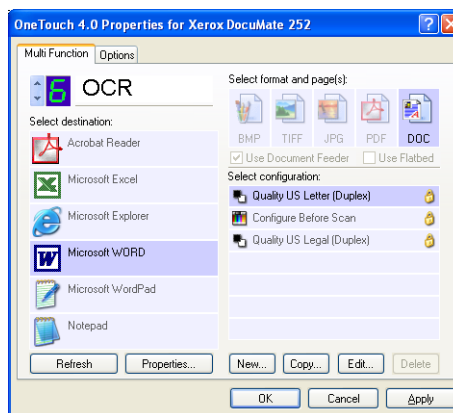 OneTouch 4.0 Properties for Xerox DocuMate 252
Multi Function
Options
6
OCR
Select destination:
Acrobat Reader
Microsoft Excel
Microsoft Explorer
Microsoft WORD
Microsoft WordPad
Notepad
Refresh
Properties...
Select format and page(s):
BMP TIFF JPG PDF DOC
Use Document Feeder
Use Flatbed
Select configuration:
Quality US Letter (Duplex)
Configure Before Scan
Quality US Legal (Duplex)
New... Copy... Edit... Delete
OK Cancel Apply